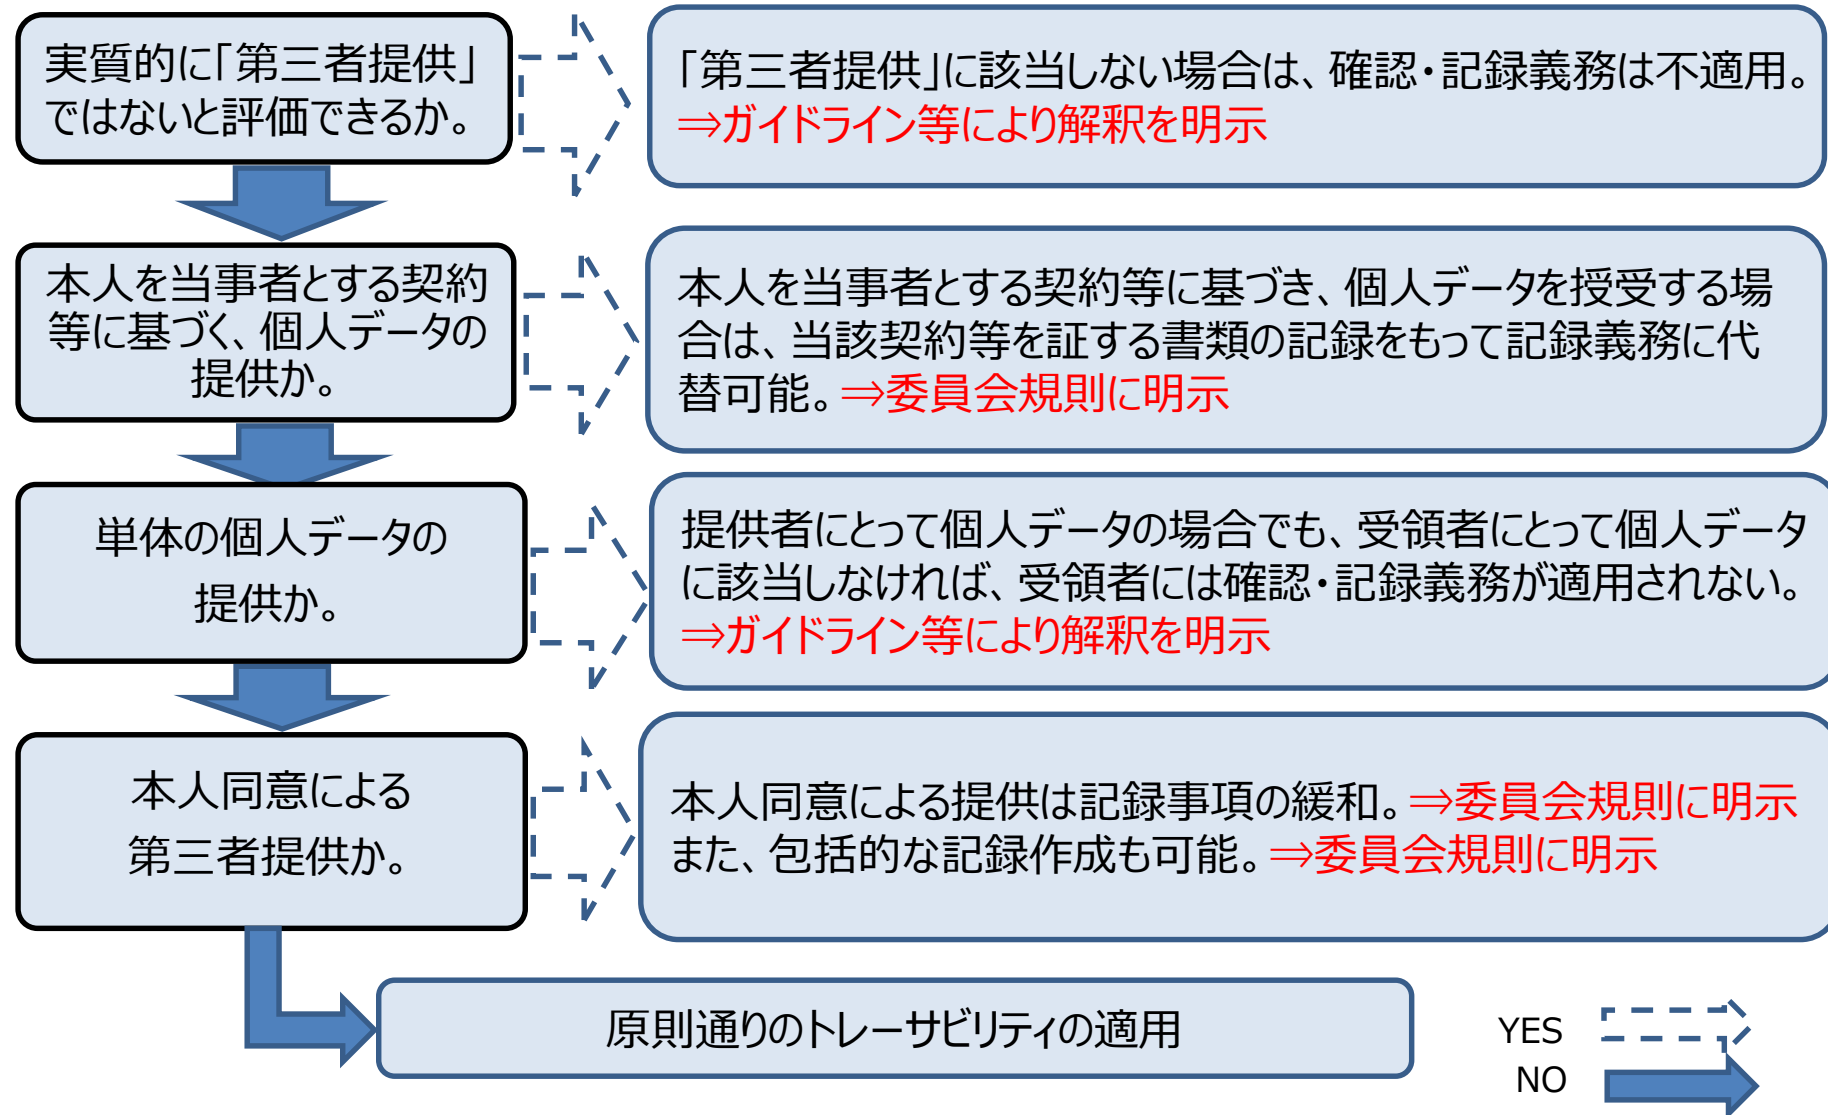 実質的に「第三者提供」
ではないと評価できるか。
「第三者提供」に該当しない場合は、確認・記録義務は不適用。
⇒ガイドライン等により解釈を明示
本人を当事者とする契約
等に基づく、個人データの
提供か。
本人を当事者とする契約等に基づき、個人データを授受する場
合は、当該契約等を証する書類の記録をもって記録義務に代
替可能。⇒委員会規則に明示
単体の個人データの
提供か。
提供者にとって個人データの場合でも、受領者にとって個人データ
に該当しなければ、受領者には確認・記録義務が適用されない。
⇒ガイドライン等により解釈を明示
本人同意による
第三者提供か。
本人同意による提供は記録事項の緩和。⇒委員会規則に明示
また、包括的な記録作成も可能。⇒委員会規則に明示
原則通りのトレーサビリティの適用
YES
NO